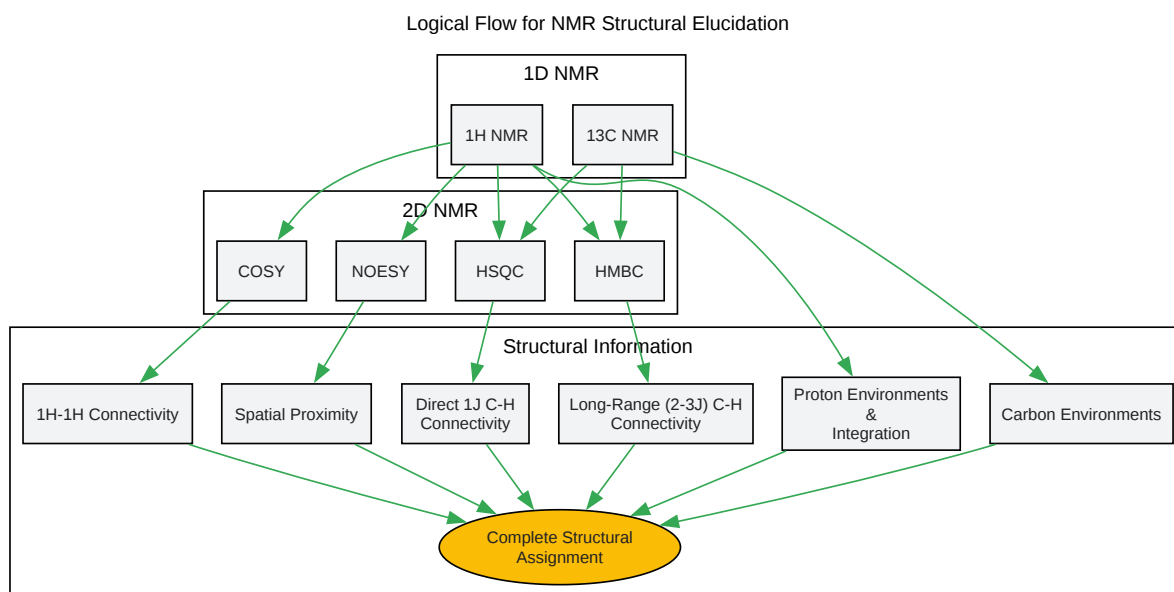 Logical Flow for NMR Structural Elucidation
1D NMR
1H NMR
13C NMR
2D NMR
COSY
NOESY
HSQC
HMBC
Structural Information
1H-1H Connectivity
Spatial Proximity
Direct 1J C-H
Connectivity
Long-Range (2-3J) C-H
Connectivity
Proton Environments
&
Integration
Carbon Environments
Complete Structural
Assignment